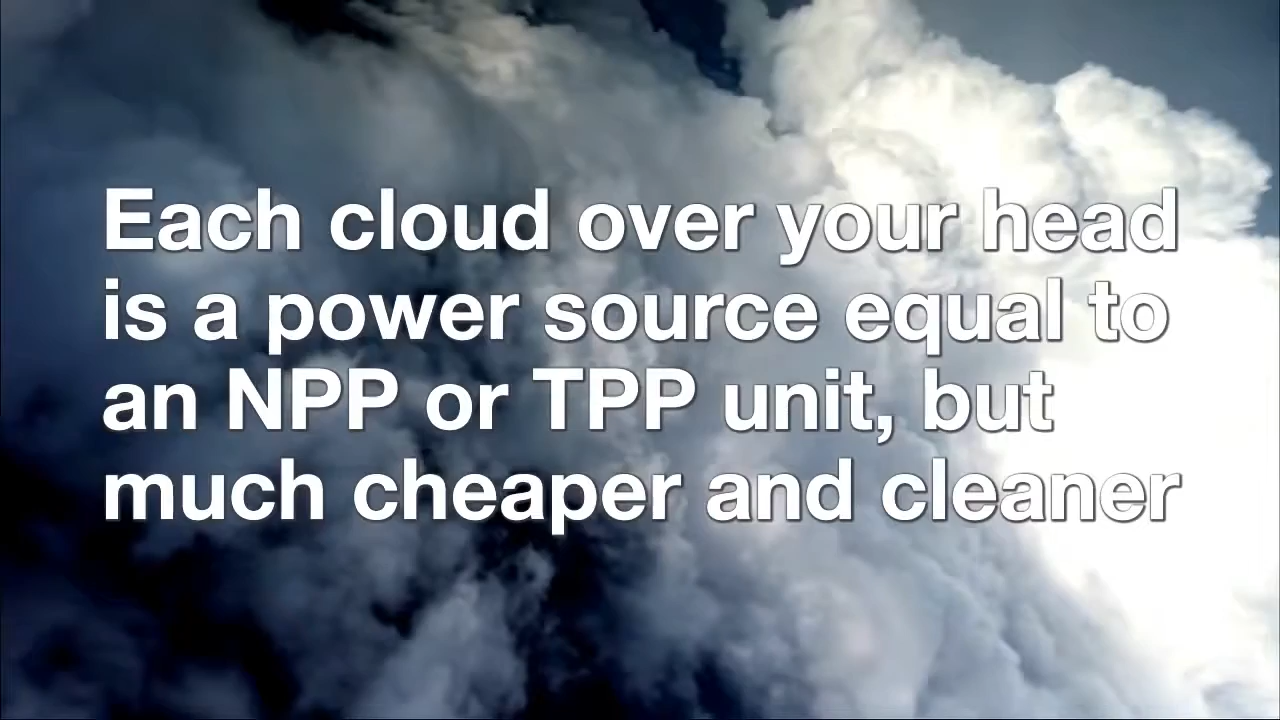 Each cloud over your head
is a power source equal to
an NPP or TPP unit, but
much cheaper and cleaner